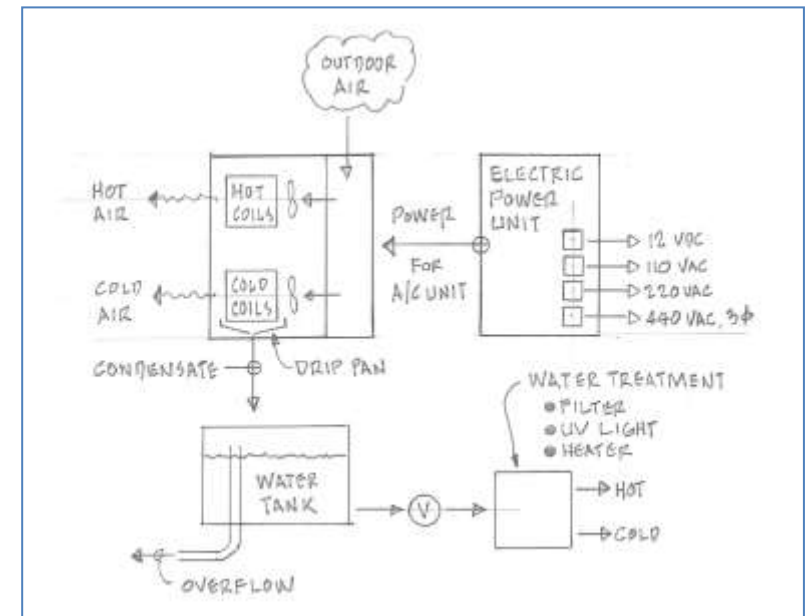 OUTDOOR
AIR
HOT
AIR
HOT
COILS
COLD
AIR
COLD
COILS
POWER
FOR
A/C UNIT
ELECTRIC
POWER
UNIT
12 VDC
110 VAC
220 VAC
440 VAC, 3ϕ
CONDENSATE
DRIP PAN
WATER TREATMENT
● FILTER
● UV LIGHT
● HEATER
WATER
TANK
V
HOT
COLD
OVERFLOW